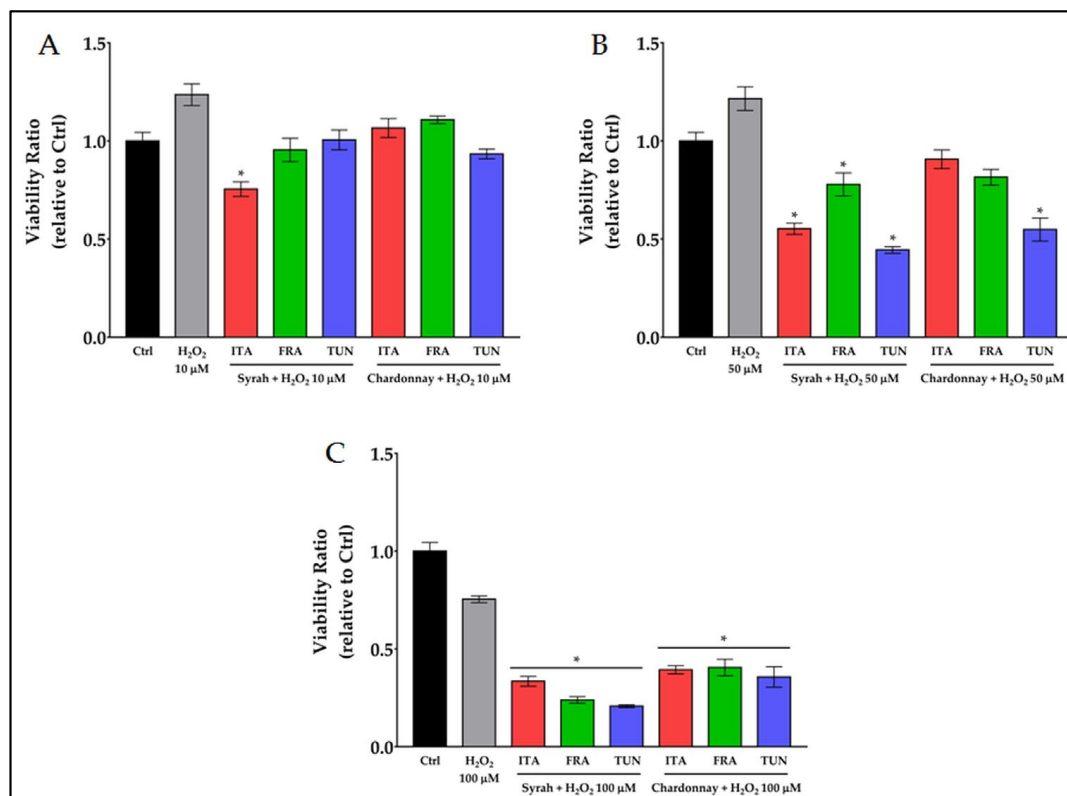 A
Viability Ratio
(relative to Ctrl)
1.5
1.0
0.5
0.0
*
Ctrl
H₂O₂
10 µM
ITA
FRA
TUN
ITA
FRA
TUN
Syrah + H₂O₂ 10 µM
Chardonnay + H₂O₂ 10 µM
B
Viability Ratio
(relative to Ctrl)
1.5
1.0
0.5
0.0
*
*
*
*
Ctrl
H₂O₂
50 µM
ITA
FRA
TUN
ITA
FRA
TUN
Syrah + H₂O₂ 50 µM
Chardonnay + H₂O₂ 50 µM
C
Viability Ratio
(relative to Ctrl)
1.5
1.0
0.5
0.0
*
*
Ctrl
H₂O₂
100 µM
ITA
FRA
TUN
ITA
FRA
TUN
Syrah + H₂O₂ 100 µM
Chardonnay + H₂O₂ 100 µM